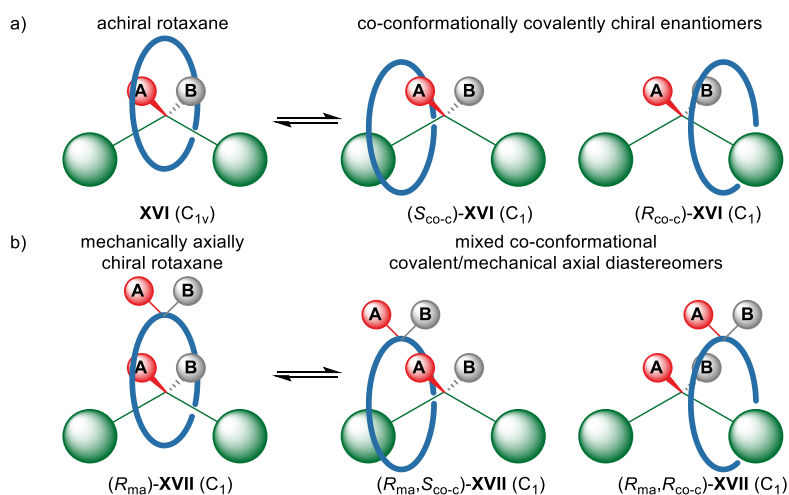 a) achiral rotaxane co-conformationally covalently chiral enantiomers
A B A B A B
XVI (C1v) (Sco-c)-XVI (C1) (Rco-c)-XVI (C1)
b) mechanically axially chiral rotaxane mixed co-conformational covalent/mechanical axial diastereomers
A B A B A B
A B A B A B
(Rma)-XVII (C1) (Rma,Sco-c)-XVII (C1) (Rma,Rco-c)-XVII (C1)